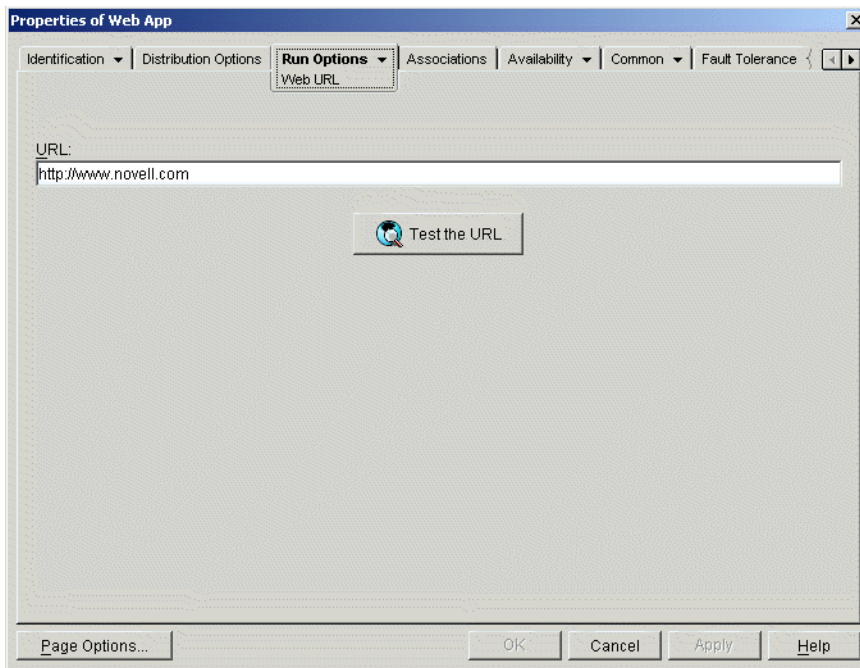 Properties of Web App
Identification Distribution Options Run Options Associations Availability Common Fault Tolerance
Web URL
URL:
http://www.novell.com
Test the URL
Page Options... OK Cancel Apply Help